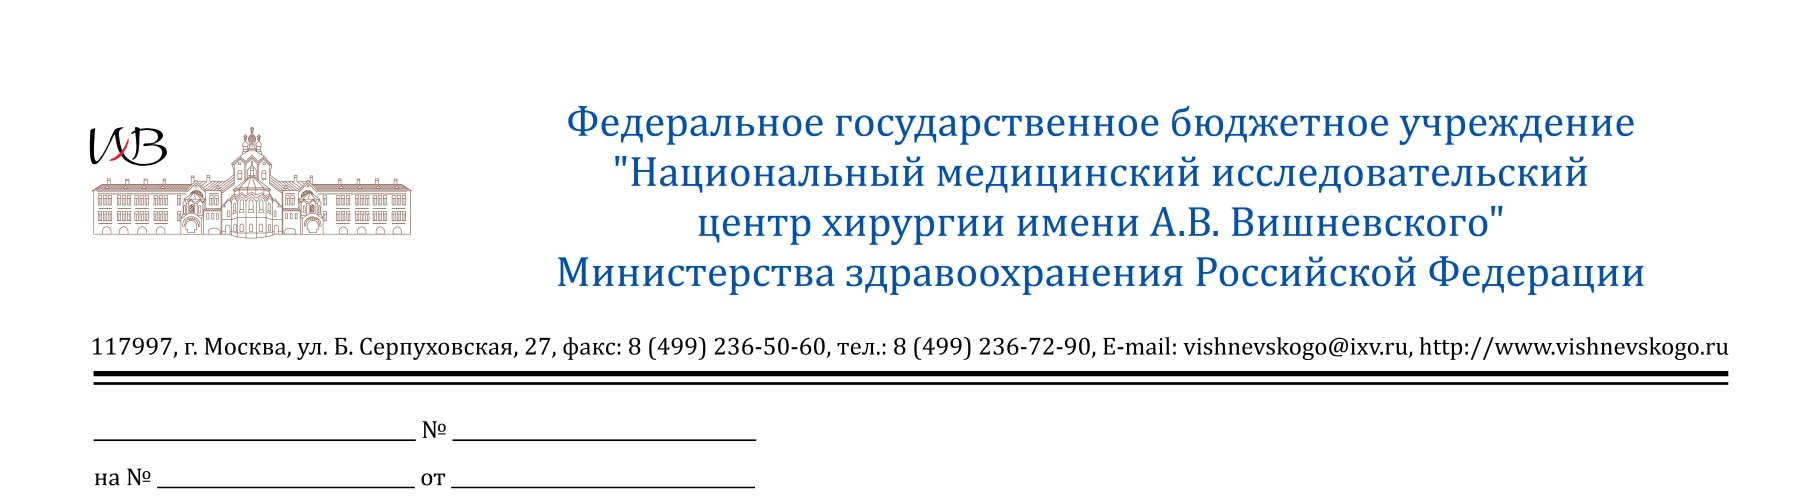 ИХВ
Федеральное государственное бюджетное учреждение
"Национальный медицинский исследовательский
центр хирургии имени А.В. Вишневского"
Министерства здравоохранения Российской Федерации
117997, г. Москва, ул. Б. Серпуховская, 27, факс: 8 (499) 236-50-60, тел.: 8 (499) 236-72-90, E-mail: vishnevskogo@ixv.ru, http://www.vishnevskogo.ru
№
на № от